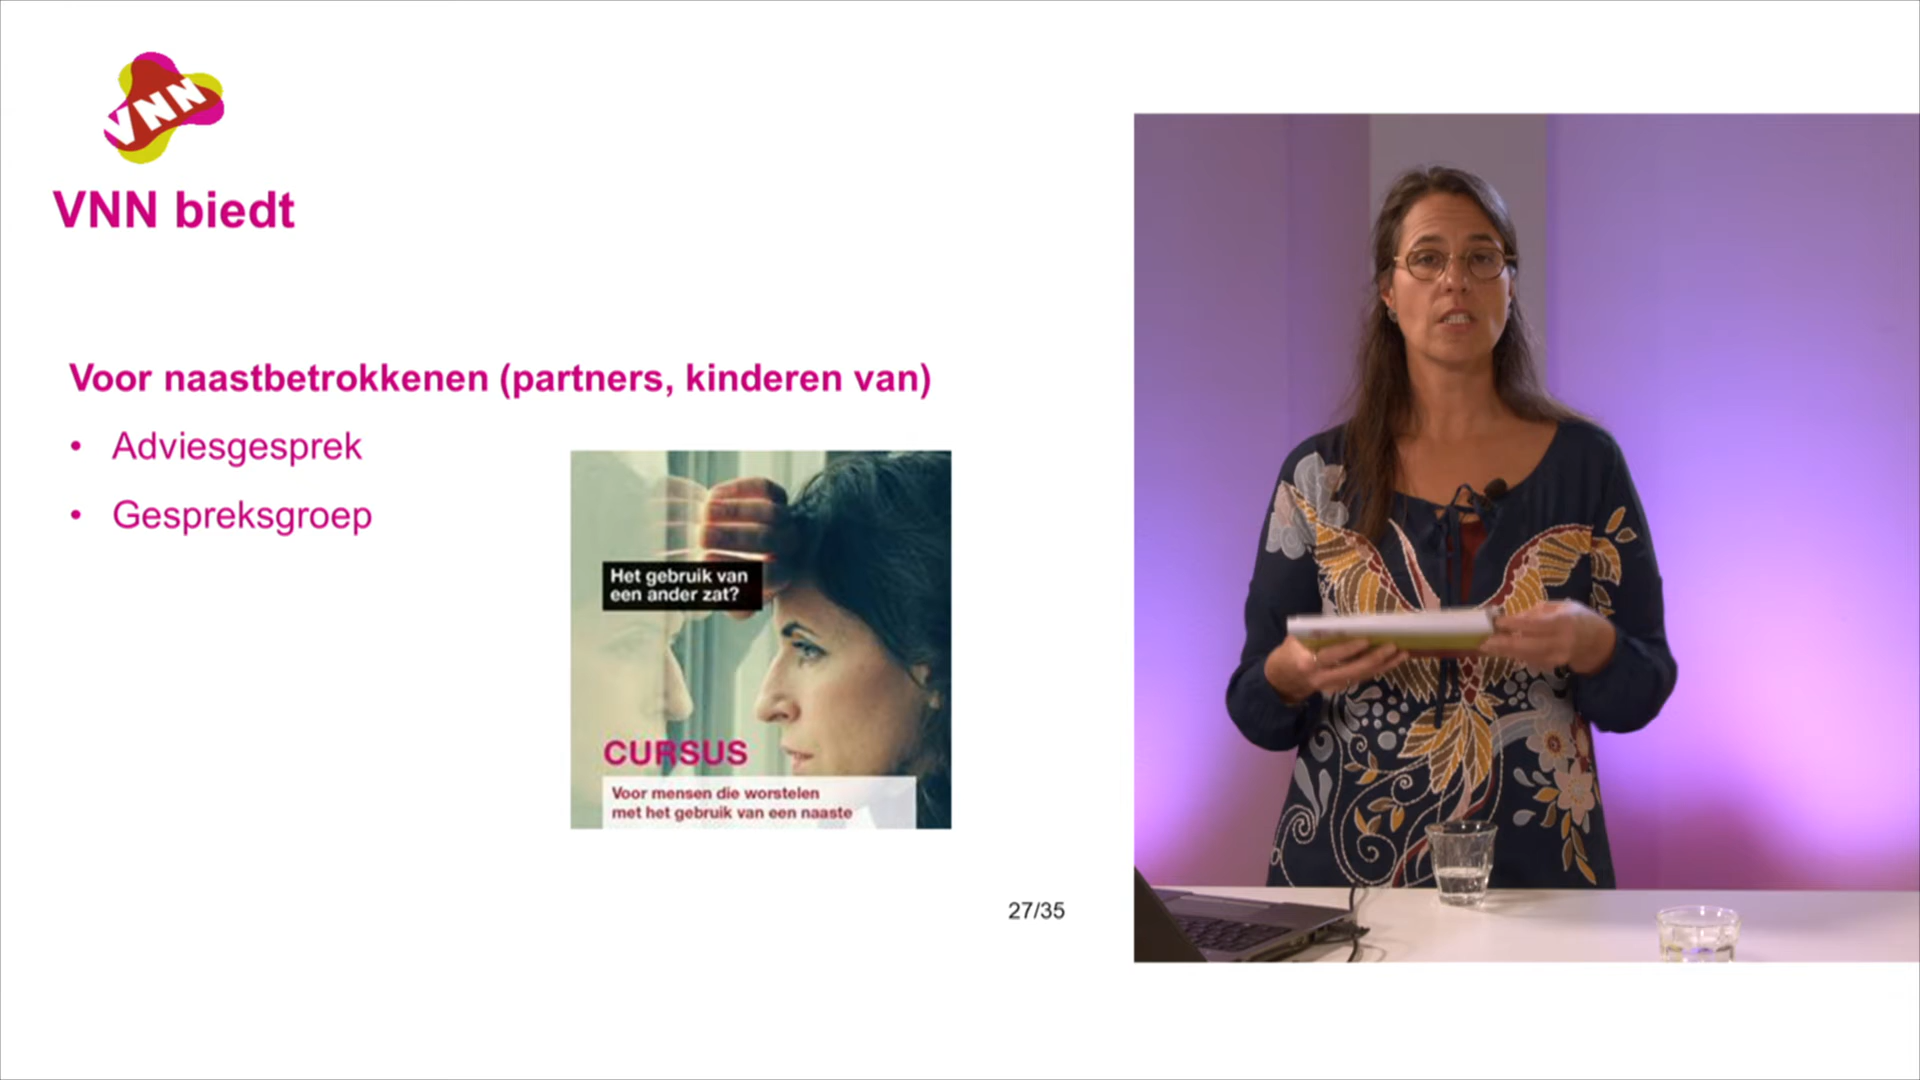 VNN
VNN biedt
Voor naastbetrokkenen (partners, kinderen van)
• Adviesgesprek
• Gespreksgroep
Het gebruik van
een ander zat?
CURSUS
Voor mensen die worstelen
met het gebruik van een naaste
27/35